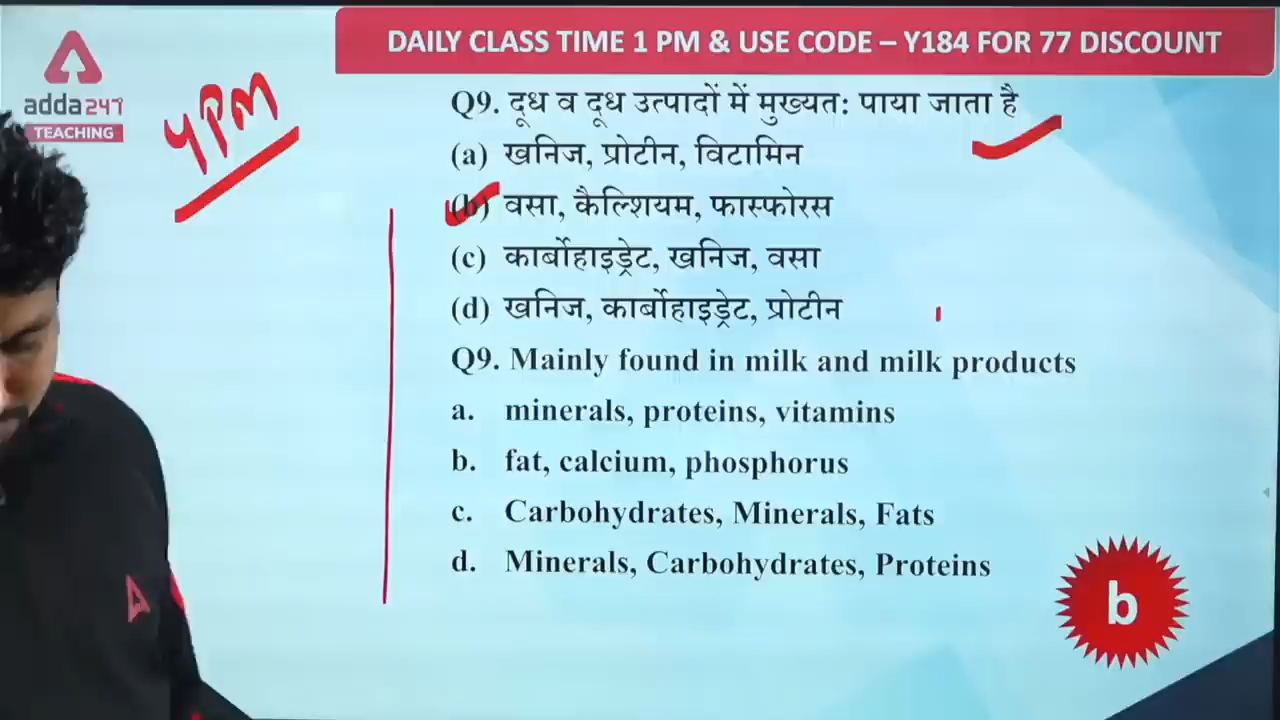 DAILY CLASS TIME 1 PM & USE CODE – Y184 FOR 77 DISCOUNT
adda247
TEACHING
4PM
Q9. दूध व दूध उत्पादों में मुख्यत: पाया जाता है
(a) खनिज, प्रोटीन, विटामिन
(b) वसा, कैल्शियम, फास्फोरस
(c) कार्बोहाइड्रेट, खनिज, वसा
(d) खनिज, कार्बोहाइड्रेट, प्रोटीन
Q9. Mainly found in milk and milk products
a. minerals, proteins, vitamins
b. fat, calcium, phosphorus
c. Carbohydrates, Minerals, Fats
d. Minerals, Carbohydrates, Proteins
b